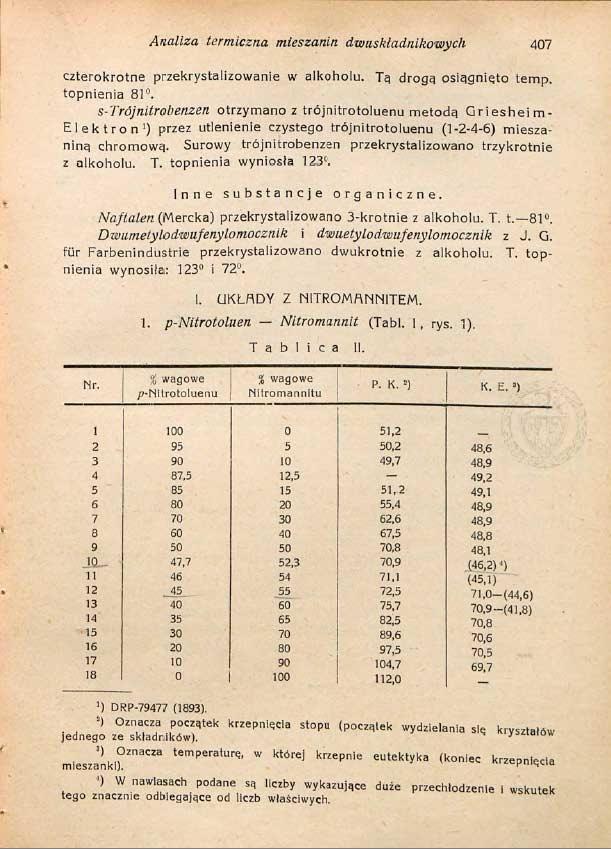 Analiza termiczna mieszanin dwuskładnikowych 407
czterokrotne przekrystalizowanie w alkoholu. Tą drogą osiągnięto temp.
topnienia 81⁰.
s-Trójnitrobenzen otrzymano z trójnitrotoluenu metodą Griesheim-
Elektron ¹) przez utlenienie czystego trójnitrotoluenu (1-2-4-6) miesza-
niną chromową. Surowy trójnitrobenzen przekrystalizowano trzykrotnie
z alkoholu. T. topnienia wyniosła 123⁰.
Inne substancje organiczne.
Naftalen (Mercka) przekrystalizowano 3-krotnie z alkoholu. T. t.—81⁰.
Dwumetylodwufenylomocznik i dwuetylodwufenylomocznik z J. G.
für Farbenindustrie przekrystalizowano dwukrotnie z alkoholu. T. top-
nienia wynosiła: 123⁰ i 72⁰.
I. UKŁADY Z NITROMANNITEM.
1. p-Nitrotoluen — Nitromannit (Tabl. I, rys. 1).
Tablica II.
Nr. % wagowe p-Nitrotoluenu % wagowe Nitromannitu P. K. ²) K. E. ³)
1 100 0 51,2 —
2 95 5 50,2 48,6
3 90 10 49,7 48,9
4 87,5 12,5 — 49,2
5 85 15 51,2 49,1
6 80 20 55,4 48,9
7 70 30 62,6 48,9
8 60 40 67,5 48,8
9 50 50 70,8 48,1
10 47,7 52,3 70,9 (46,2) ⁴)
11 46 54 71,1 (45,1)
12 45 55 72,5 71,0—(44,6)
13 40 60 75,7 70,9—(41,8)
14 35 65 82,5 70,8
15 30 70 89,6 70,6
16 20 80 97,5 70,5
17 10 90 104,7 69,7
18 0 100 112,0 —
¹) DRP-79477 (1893).
²) Oznacza początek krzepnięcia stopu (początek wydzielania się kryształów
jednego ze składników).
³) Oznacza temperaturę, w której krzepnie eutektyka (koniec krzepnięcia
mieszanki).
⁴) W nawiasach podane są liczby wykazujące duże przechłodzenie i wskutek
tego znacznie odbiegające od liczb właściwych.